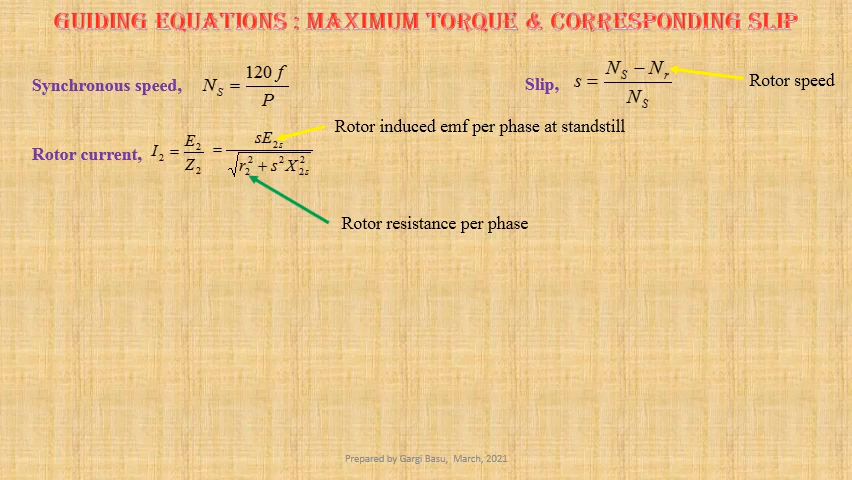 GUIDING EQUATIONS : MAXIMUM TORQUE & CORRESPONDING SLIP
Synchronous speed, N_S = 120 f / P
Slip, s = (N_S − N_r) / N_S
Rotor speed
Rotor induced emf per phase at standstill
Rotor current, I_2 = E_2 / Z_2 = sE_2s / √(r_2^2 + s^2 X_2s^2)
Rotor resistance per phase
Prepared by Gargi Basu, March, 2021